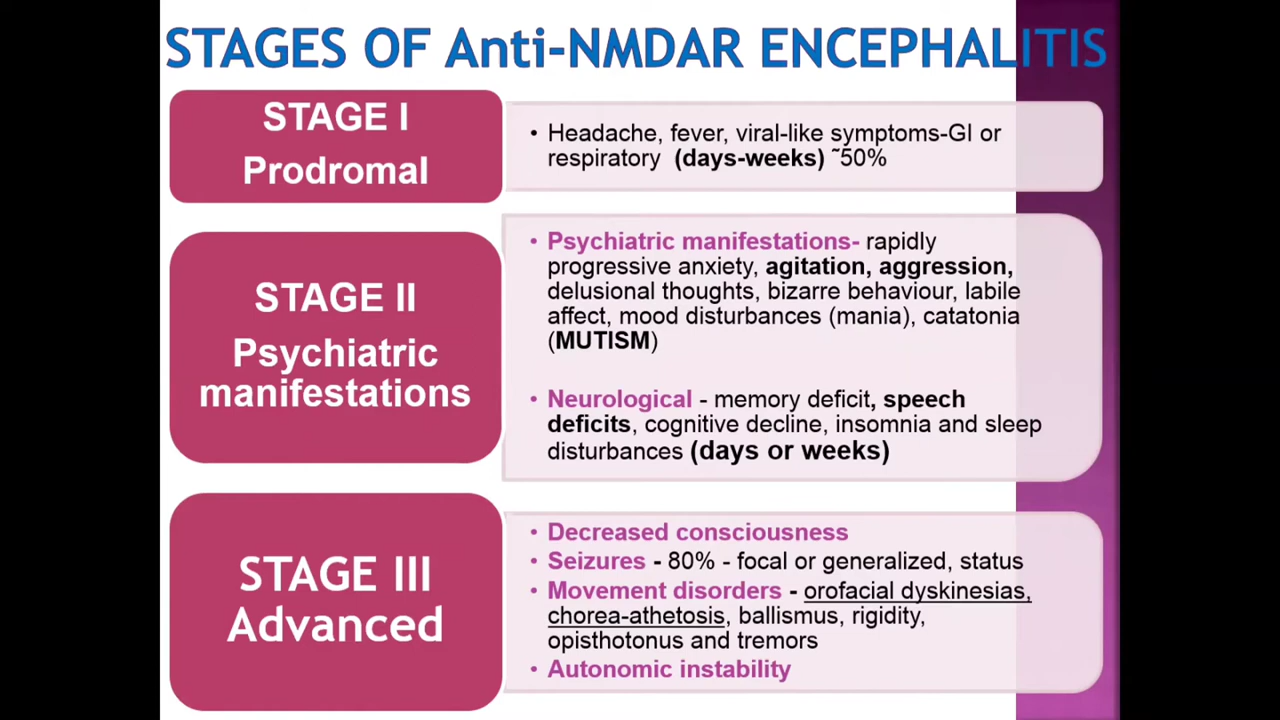 STAGES OF Anti-NMDAR ENCEPHALITIS
STAGE I
Prodromal
• Headache, fever, viral-like symptoms-GI or
respiratory (days-weeks) ˜50%
STAGE II
Psychiatric
manifestations
• Psychiatric manifestations- rapidly
progressive anxiety, agitation, aggression,
delusional thoughts, bizarre behaviour, labile
affect, mood disturbances (mania), catatonia
(MUTISM)
• Neurological - memory deficit, speech
deficits, cognitive decline, insomnia and sleep
disturbances (days or weeks)
STAGE III
Advanced
• Decreased consciousness
• Seizures - 80% - focal or generalized, status
• Movement disorders - orofacial dyskinesias,
chorea-athetosis, ballismus, rigidity,
opisthotonus and tremors
• Autonomic instability